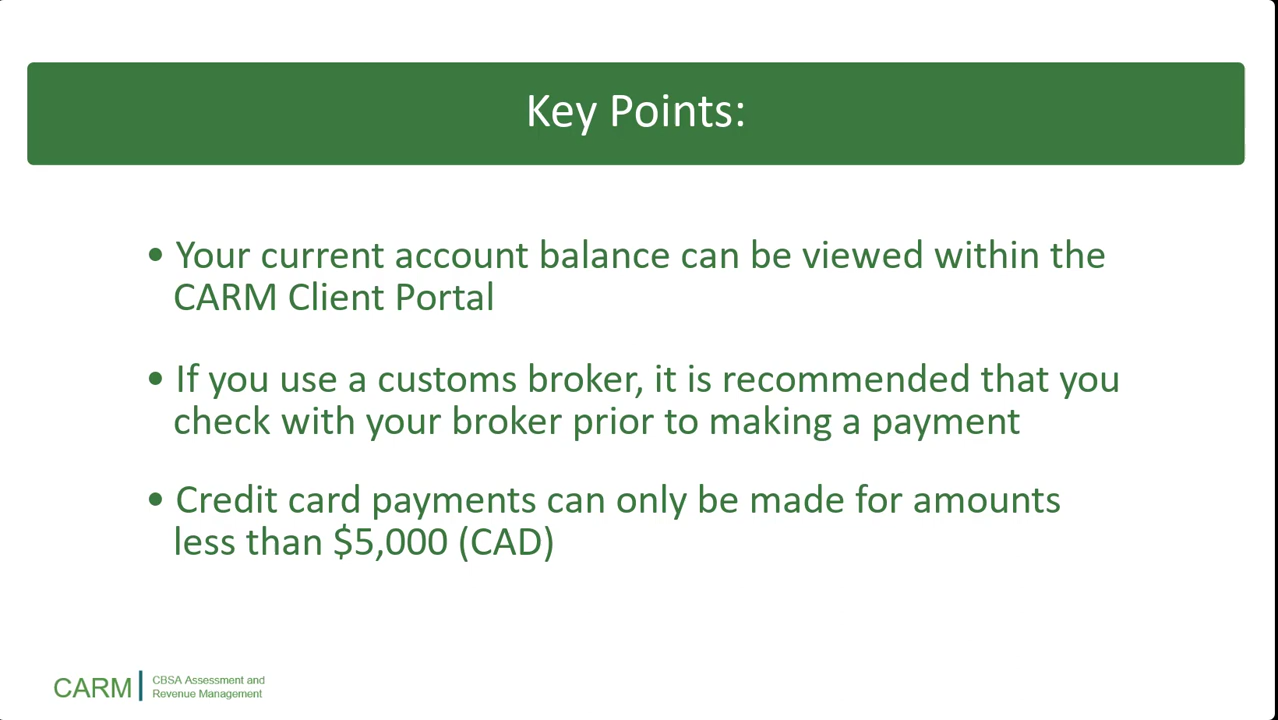 Key Points:
• Your current account balance can be viewed within the
CARM Client Portal
• If you use a customs broker, it is recommended that you
check with your broker prior to making a payment
• Credit card payments can only be made for amounts
less than $5,000 (CAD)
CARM
CBSA Assessment and
Revenue Management